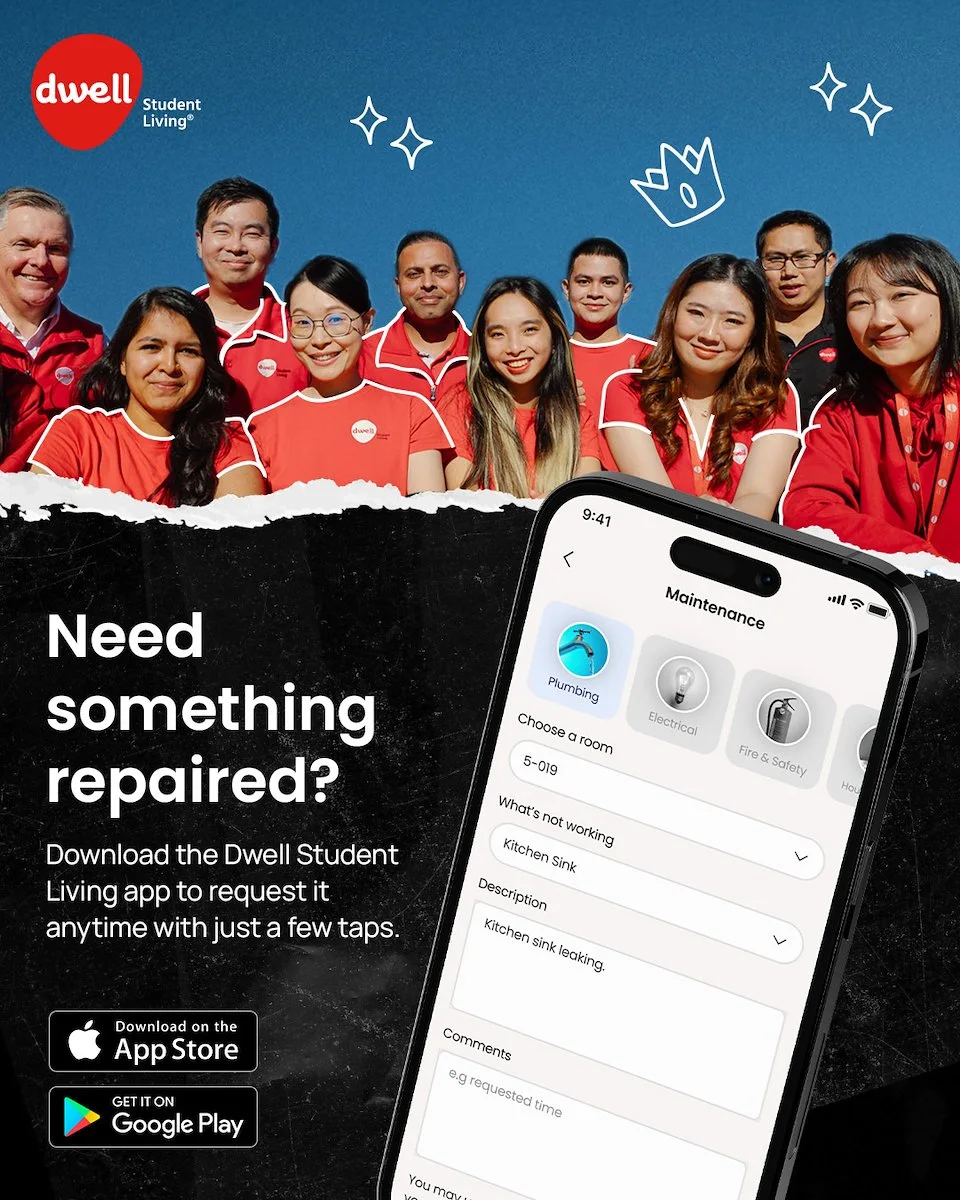 dwell
Student
Living®
dwell
dwell
Need
something
repaired?
Download the Dwell Student
Living app to request it
anytime with just a few taps.
Download on the
App Store
GET IT ON
Google Play
9:41
Maintenance
Plumbing
Electrical
Fire & Safety
Choose a room
5-019
What's not working
Kitchen Sink
Description
Kitchen sink leaking.
Comments
e.g requested time
You may